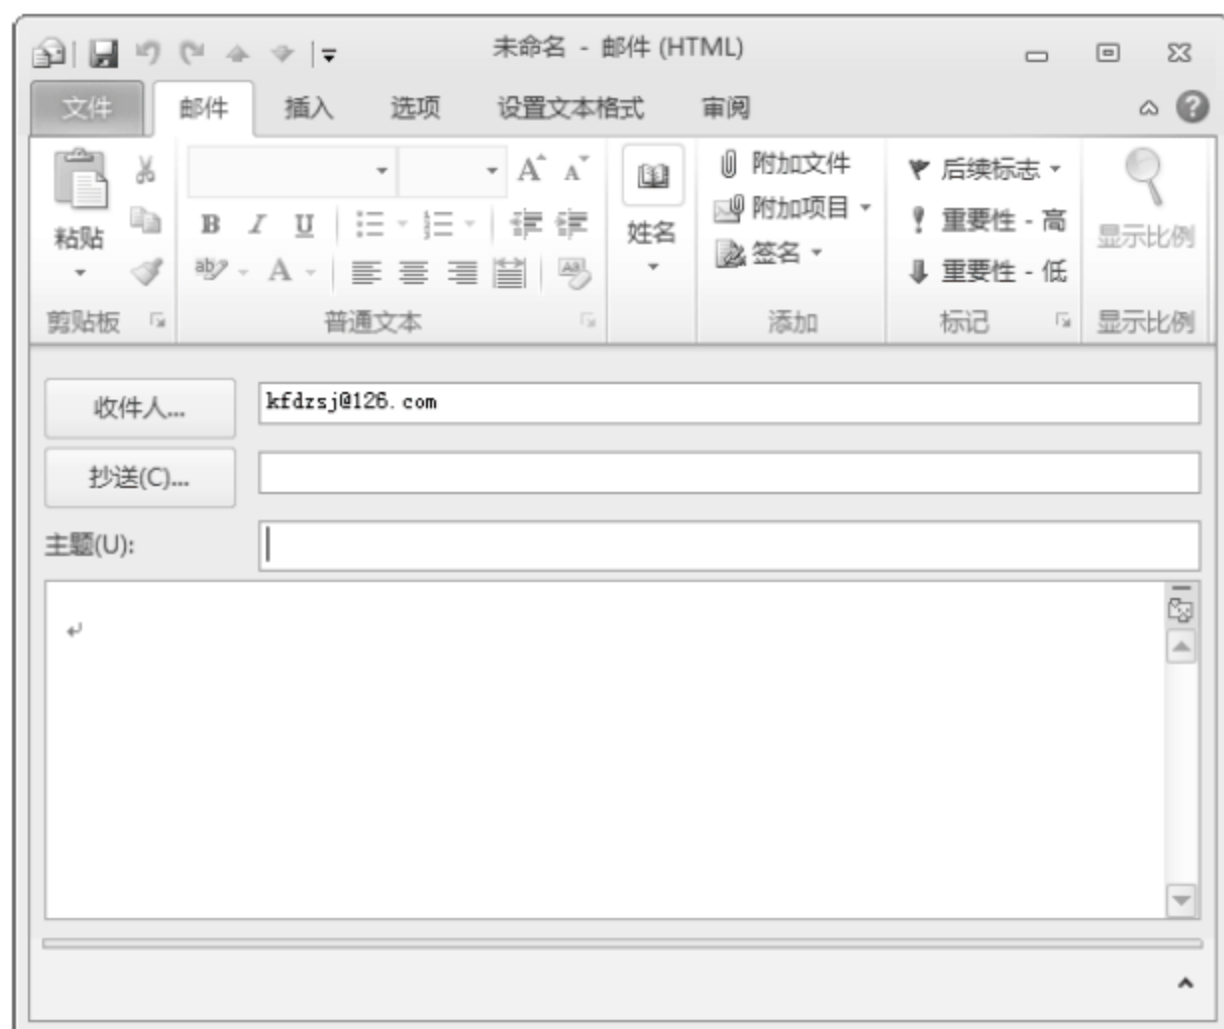 未命名 - 邮件 (HTML)
文件 邮件 插入 选项 设置文本格式 审阅
粘贴
剪贴板
B I U
ab A
A A
Aa
普通文本
姓名
附加文件
附加项目
签名
添加
后续标志
重要性 - 高
重要性 - 低
标记
显示比例
显示比例
收件人...
kfdzsj@126.com
抄送(C)...
主题(U):